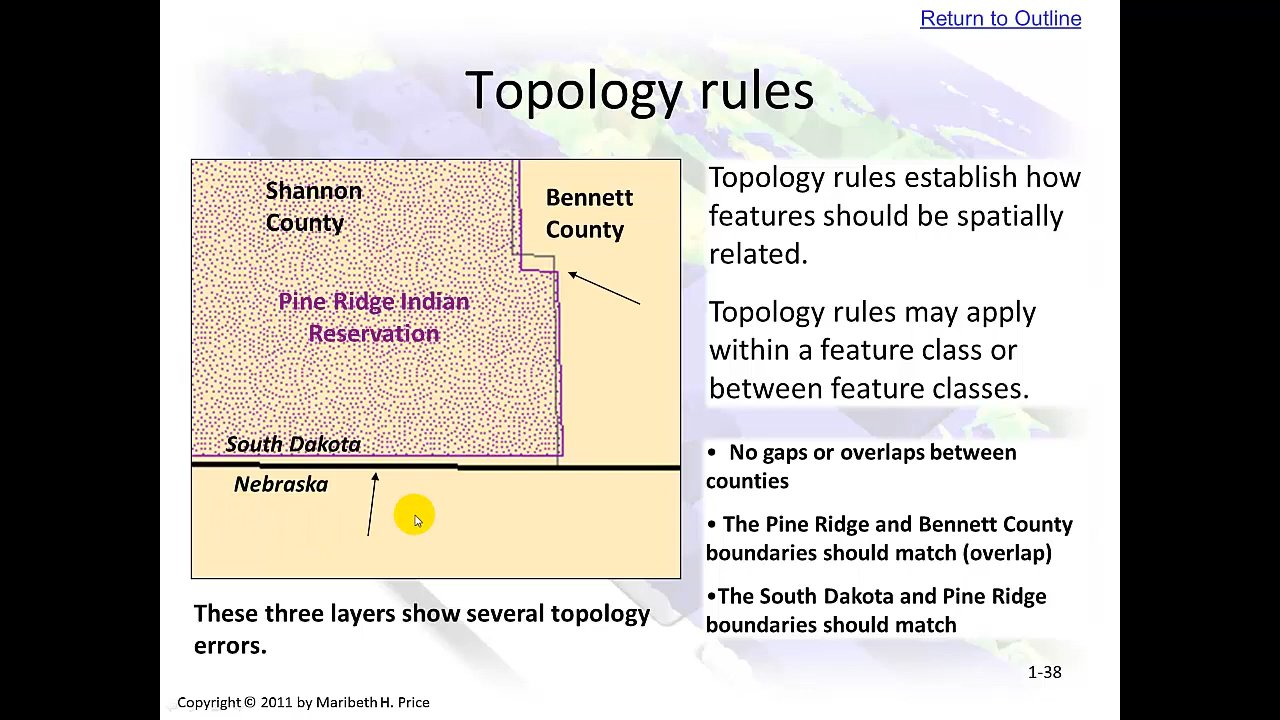 Return to Outline
Topology rules
Shannon
County
Bennett
County
Pine Ridge Indian
Reservation
South Dakota
Nebraska
These three layers show several topology
errors.
Topology rules establish how
features should be spatially
related.
Topology rules may apply
within a feature class or
between feature classes.
• No gaps or overlaps between
counties
• The Pine Ridge and Bennett County
boundaries should match (overlap)
•The South Dakota and Pine Ridge
boundaries should match
1-38
Copyright © 2011 by Maribeth H. Price